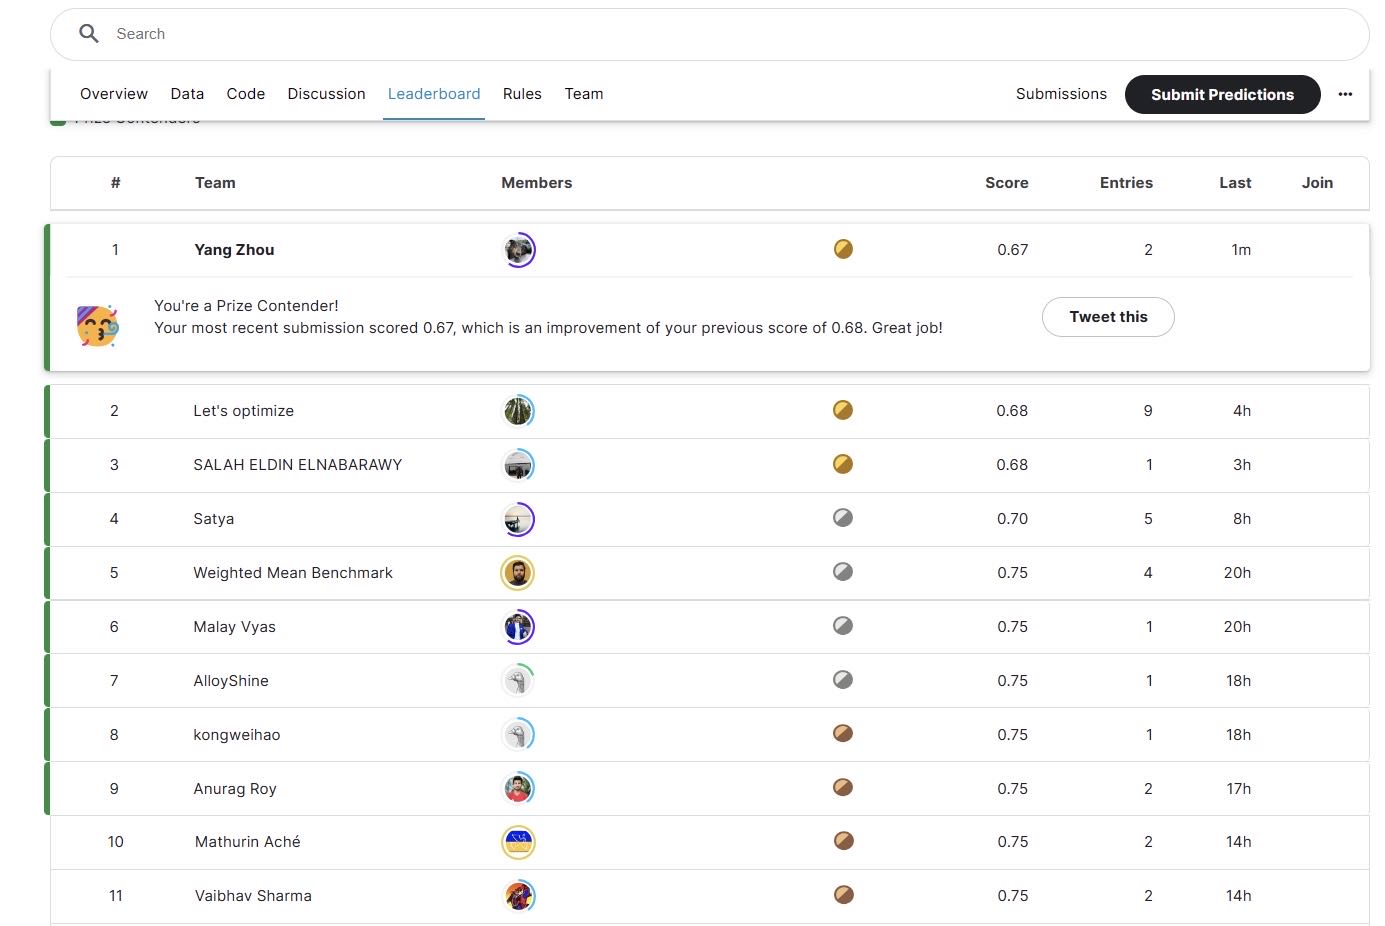 Search
Overview Data Code Discussion Leaderboard Rules Team Submissions Submit Predictions •••
Prize Contenders
# Team Members Score Entries Last Join
1 Yang Zhou 0.67 2 1m
You're a Prize Contender!
Your most recent submission scored 0.67, which is an improvement of your previous score of 0.68. Great job!
Tweet this
2 Let's optimize 0.68 9 4h
3 SALAH ELDIN ELNABARAWY 0.68 1 3h
4 Satya 0.70 5 8h
5 Weighted Mean Benchmark 0.75 4 20h
6 Malay Vyas 0.75 1 20h
7 AlloyShine 0.75 1 18h
8 kongweihao 0.75 1 18h
9 Anurag Roy 0.75 2 17h
10 Mathurin Aché 0.75 2 14h
11 Vaibhav Sharma 0.75 2 14h